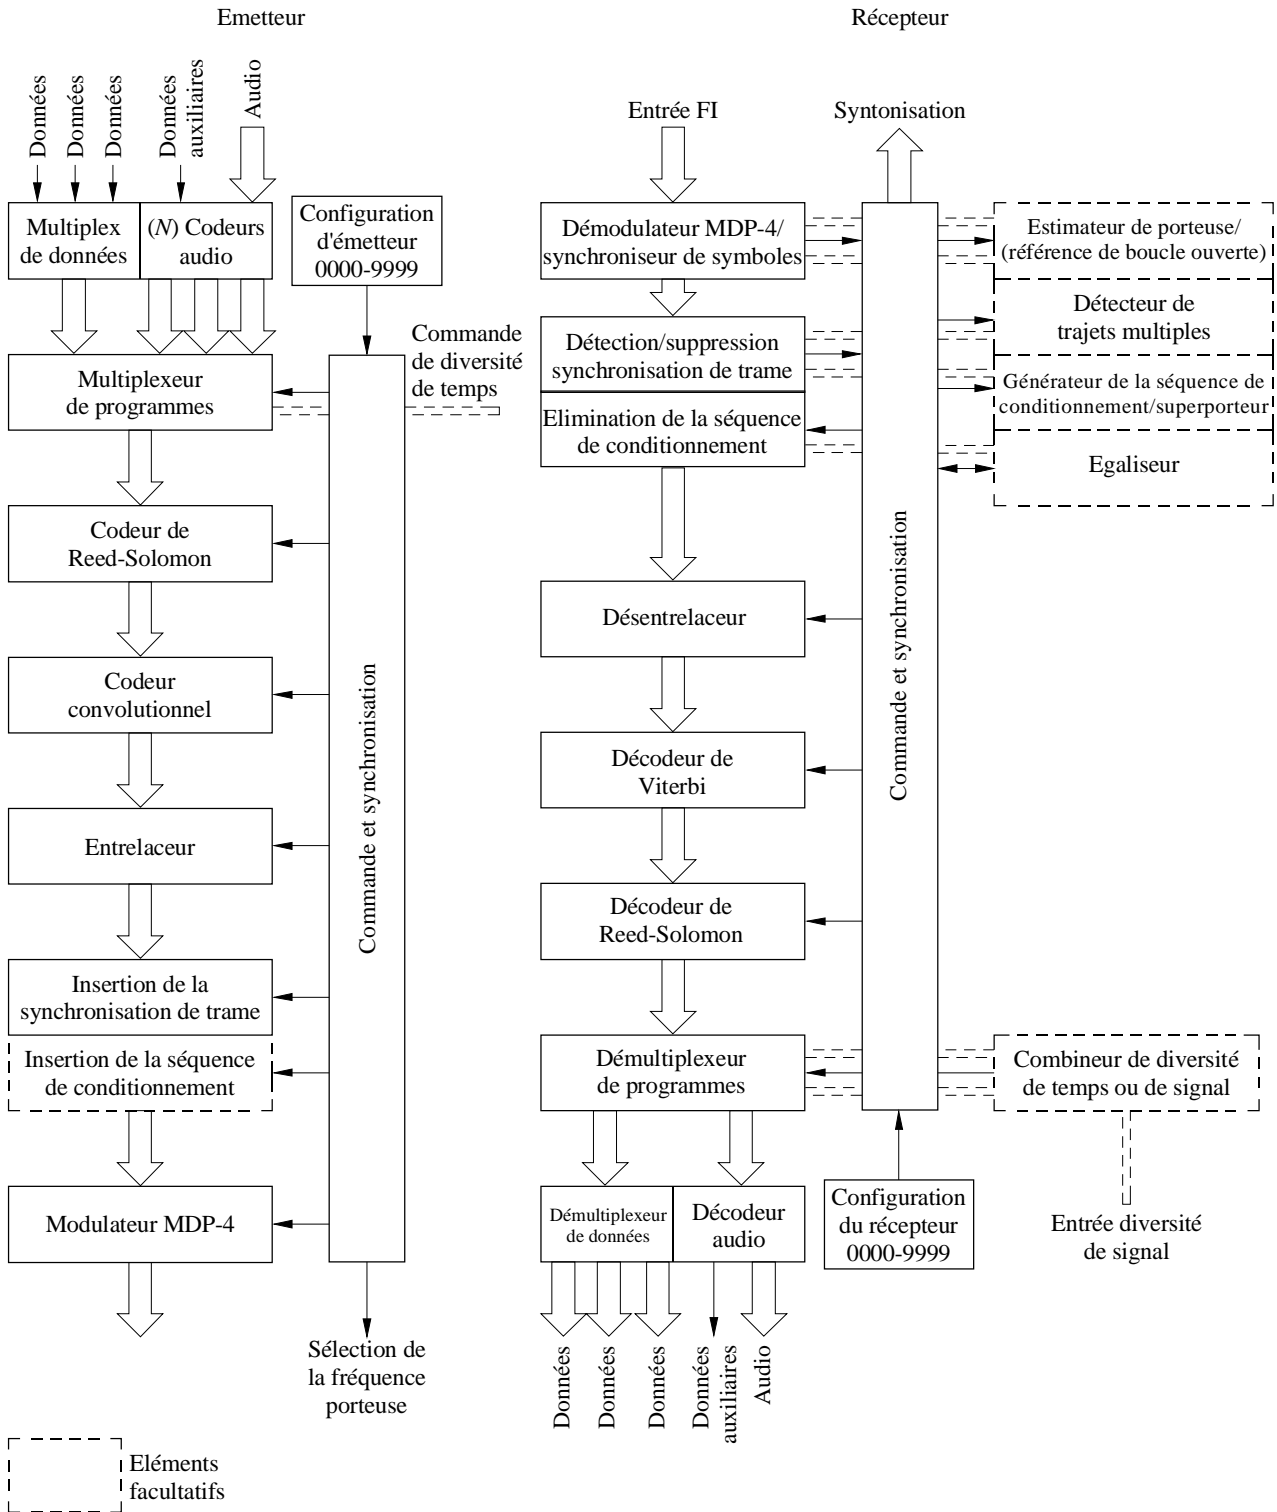 Emetteur
Données
Données
Données
Données
auxiliaires
Audio
Multiplex
de données
(N) Codeurs
audio
Configuration
d'émetteur
0000-9999
Commande
de diversité
de temps
Multiplexeur
de programmes
Codeur de
Reed-Solomon
Codeur
convolutionnel
Entrelaceur
Insertion de la
synchronisation de trame
Insertion de la séquence
de conditionnement
Modulateur MDP-4
Commande et synchronisation
Sélection de
la fréquence
porteuse
Eléments
facultatifs
Récepteur
Entrée FI
Syntonisation
Démodulateur MDP-4/
synchroniseur de symboles
Détection/suppression
synchronisation de trame
Elimination de la séquence
de conditionnement
Désentrelaceur
Décodeur de
Viterbi
Décodeur de
Reed-Solomon
Démultiplexeur
de programmes
Démultiplexeur
de données
Décodeur
audio
Données
Données
Données
Données
auxiliaires
Audio
Commande et synchronisation
Configuration
du récepteur
0000-9999
Estimateur de porteuse/
(référence de boucle ouverte)
Détecteur de
trajets multiples
Générateur de la séquence de
conditionnement/superporteur
Egaliseur
Combineur de diversité
de temps ou de signal
Entrée diversité
de signal